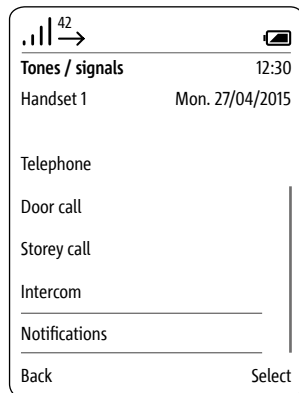 42
Tones / signals 12:30
Handset 1 Mon. 27/04/2015
Telephone
Door call
Storey call
Intercom
Notifications
Back Select